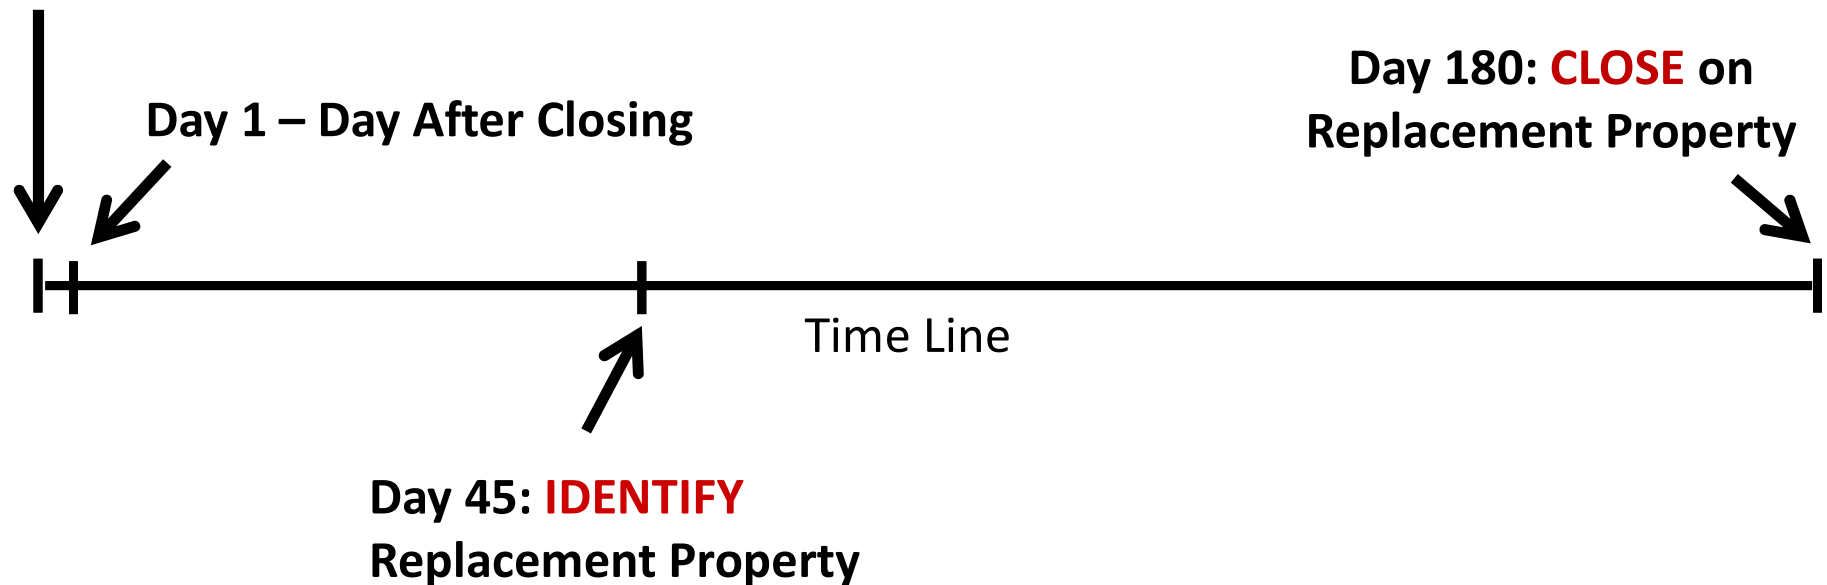 Day 1 – Day After Closing
Day 180: CLOSE on
Replacement Property
Time Line
Day 45: IDENTIFY
Replacement Property